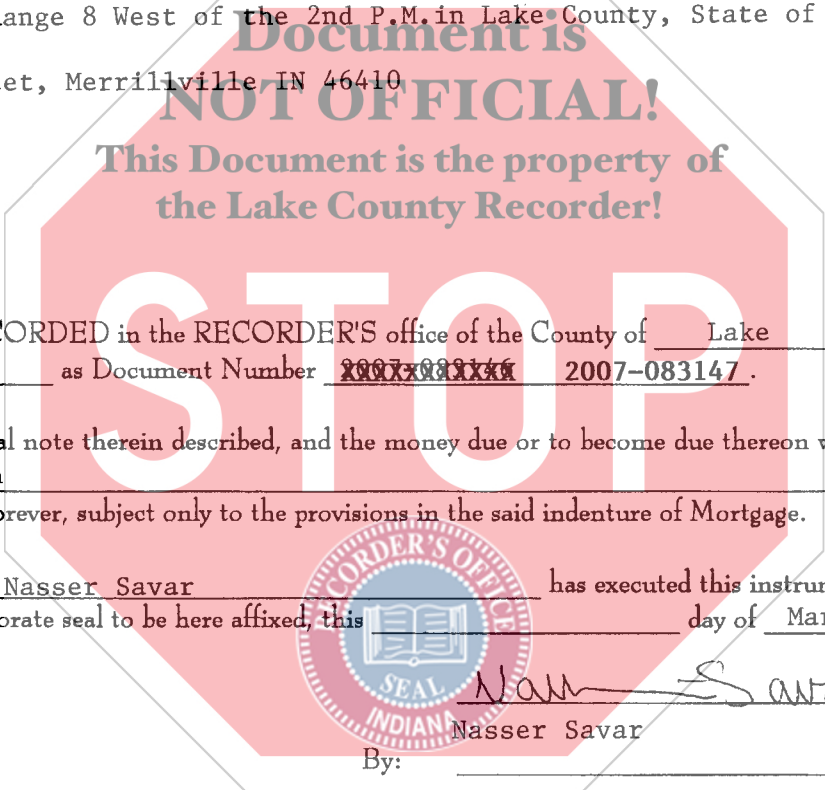 ange 8 West of the 2nd P.M.in Lake County, State of
Document is
et, Merrillville IN 46410
NOT OFFICIAL!
This Document is the property of
the Lake County Recorder!
STOP
CORDED in the RECORDER'S office of the County of Lake
as Document Number 2007-083147.
al note therein described, and the money due or to become due thereon
orever, subject only to the provisions in the said indenture of Mortgage.
RECORDER'S OFFICE
Nasser Savar has executed this instru
orate seal to be here affixed, this day of Mar
SEAL
INDIANA
Nasser Savar
By: